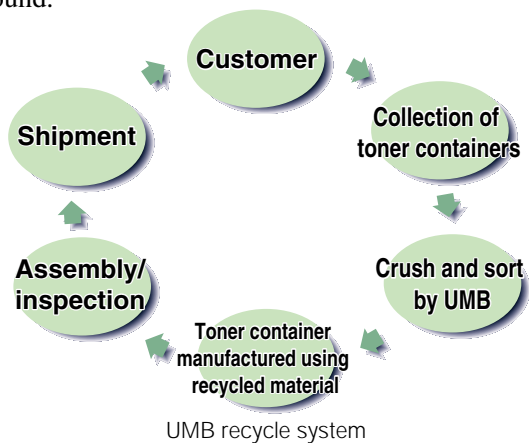 Customer
Collection of
toner containers
Crush and sort
by UMB
Toner container
manufactured using
recycled material
Assembly/
inspection
Shipment
UMB recycle system